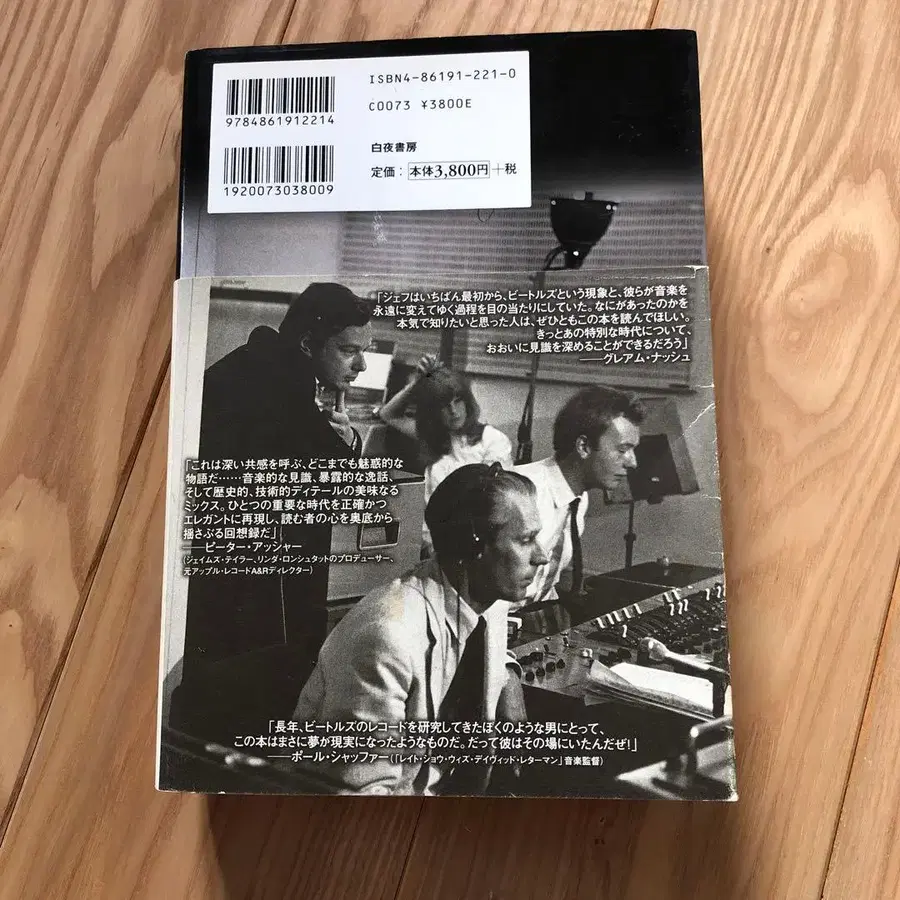 ISBN4-86191-221-0
C0073 ¥3800E
9784861912214
白夜書房
定価：本体3,800円+税
1920073038009
「ジェフはいちばん最初から、ビートルズという現象と、彼らが音楽を
永遠に変えてゆく過程を目の当たりにしていた。なにがあったのかを
本気で知りたいと思った人は、ぜひともこの本を読んでほしい。
きっとあの特別な時代について、
おおいに見識を深めることができるだろう」
――グレアム・ナッシュ
「これは深い共感を呼ぶ、どこまでも魅惑的な
物語だ……音楽的な見識、暴露的な逸話、
そして歴史的、技術的ディテールの美味なる
ミックス。ひとつの重要な時代を正確かつ
エレガントに再現し、読む者の心を奥底から
揺さぶる回想録だ」
――ピーター・アッシャー
(ジェイムズ・テイラー、リンダ・ロンシュタットのプロデューサー、
元アップル・レコードA&Rディレクター)
「長年、ビートルズのレコードを研究してきたぼくのような男にとって、
この本はまさに夢が現実になったようなものだ。だって彼はその場にいたんだぜ!」
――ポール・シャッファー(「レイト・ショウ・ウィズ・デイヴィッド・レターマン」音楽監督)